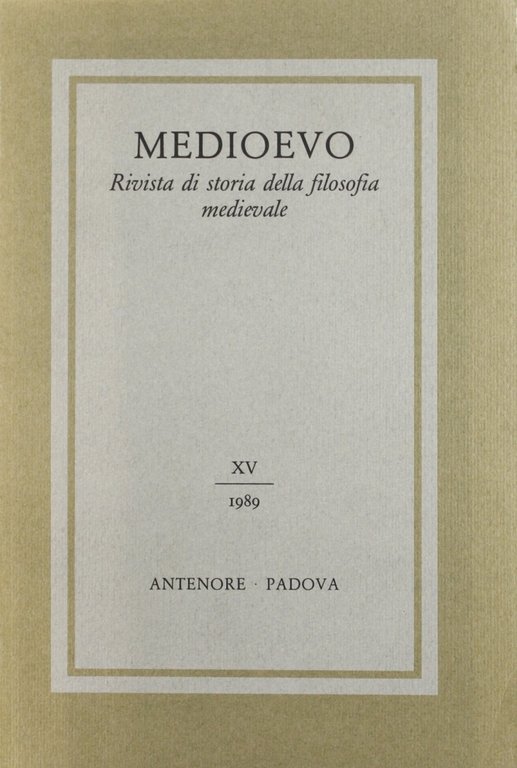 MEDIOEVO
Rivista di storia della filosofia
medievale
XV
1989
ANTENORE · PADOVA